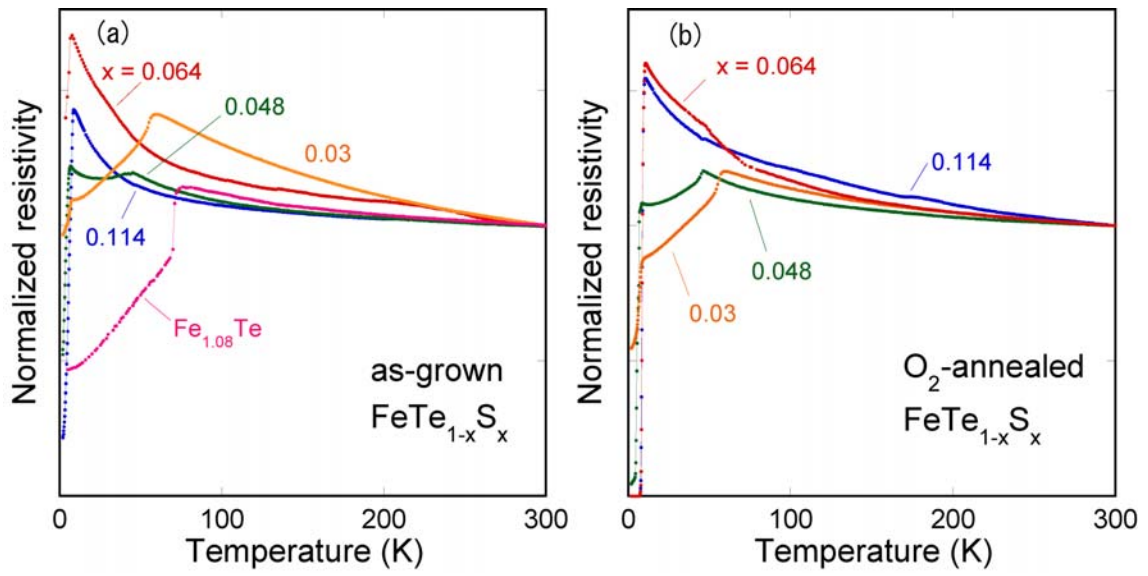 (a)
x = 0.064
0.048
0.03
0.114
Fe1.08Te
as-grown
FeTe1-xSx
Normalized resistivity
0
100
200
300
Temperature (K)
(b)
x = 0.064
0.114
0.048
0.03
O2-annealed
FeTe1-xSx
Normalized resistivity
0
100
200
300
Temperature (K)